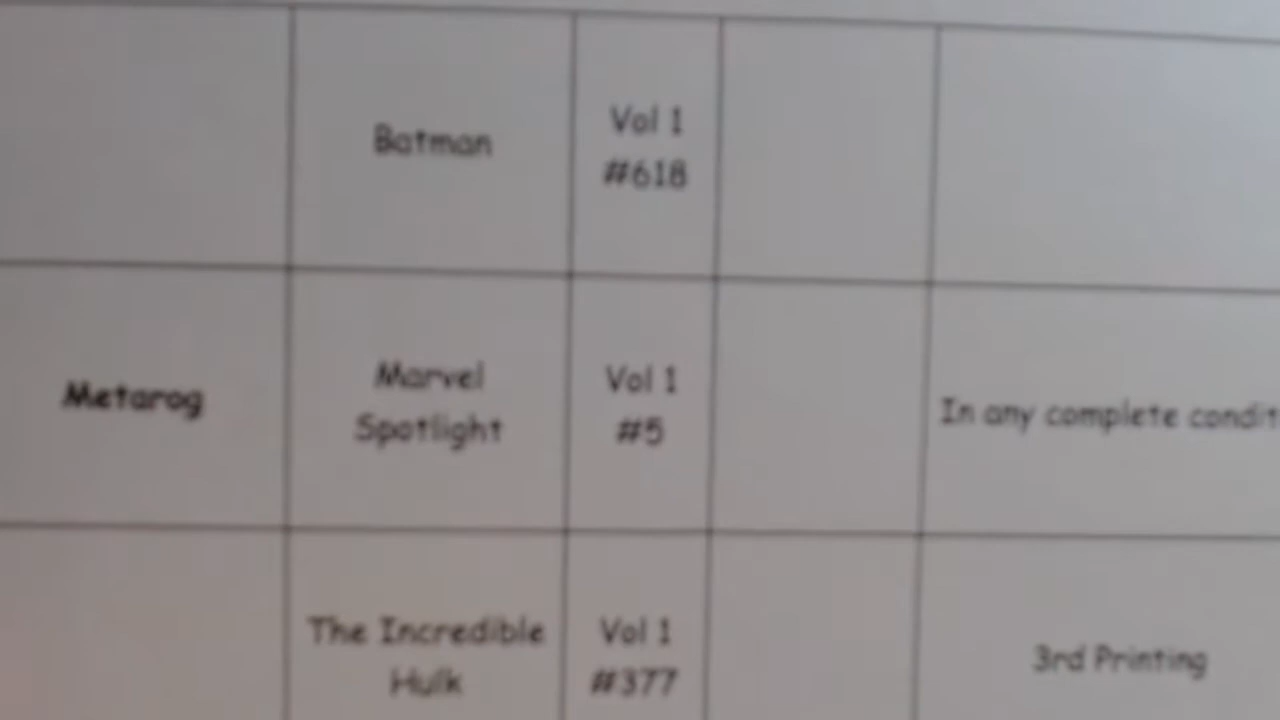 Batman
Vol 1
#618
Metarog
Marvel
Spotlight
Vol 1
#5
In any complete condit
The Incredible
Hulk
Vol 1
#377
3rd Printing